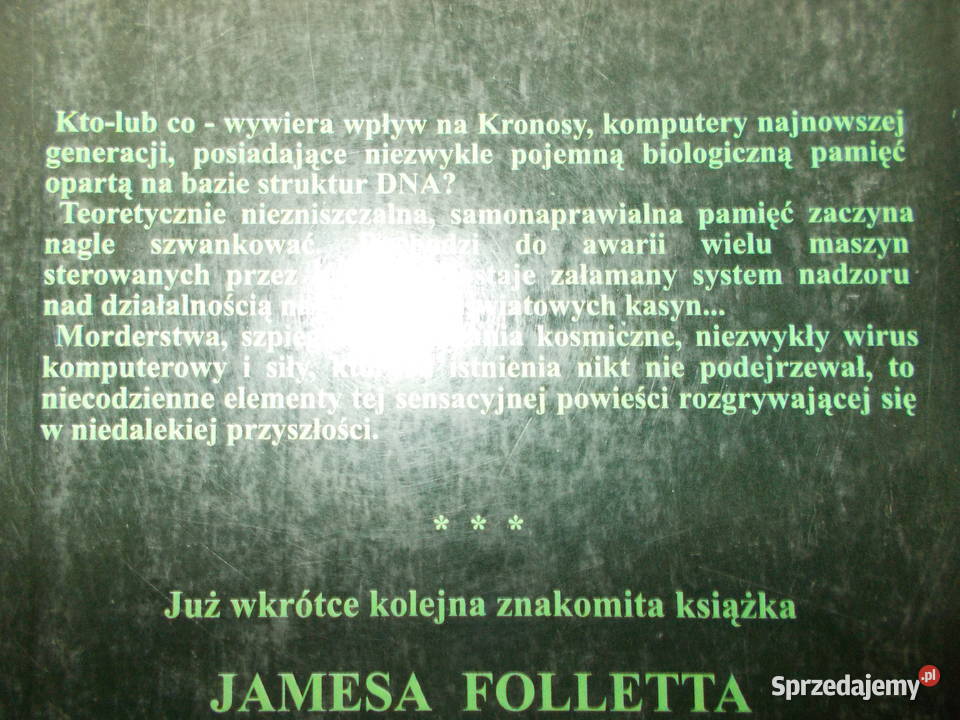 Kto-lub co - wywiera wpływ na Kronosy, komputery najnowszej
generacji, posiadające niezwykle pojemną biologiczną pamięć
opartą na bazie struktur DNA?
Teoretycznie niezniszczalna, samonaprawialna pamięć zaczyna
nagle szwankować. do awarii wielu maszyn
sterowanych przez załamany system nadzoru
nad działalnością kasyn...
Morderstwa, kosmiczne, niezwykły wirus
komputerowy i siły, istnienia nikt nie podejrzewał, to
niecodzienne elementy tej sensacyjnej powieści rozgrywającej się
w niedalekiej przyszłości.
* * *
Już wkrótce kolejna znakomita książka
JAMESA FOLLETTA
Sprzedajemy.pl